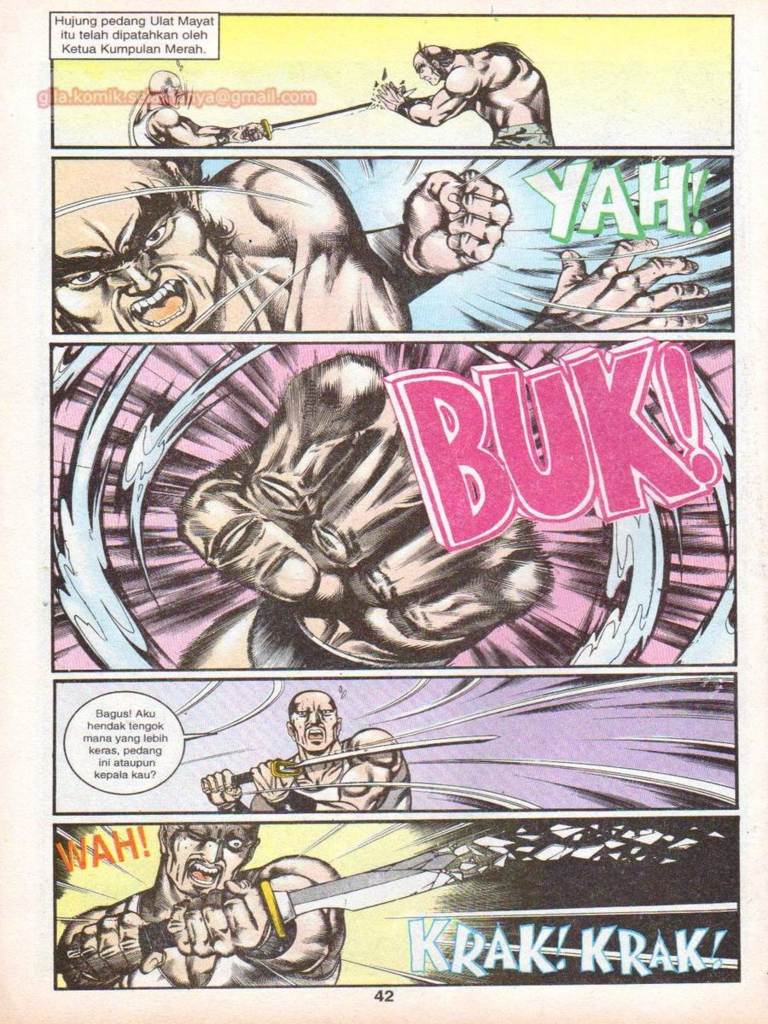 Hujung pedang Ulat Mayat
itu telah dipatahkan oleh
Ketua Kumpulan Merah.
YAH!
BUK!
Bagus! Aku
hendak tengok
mana yang lebih
keras, pedang
ini ataupun
kepala kau?
WAH!
KRAK! KRAK!
42